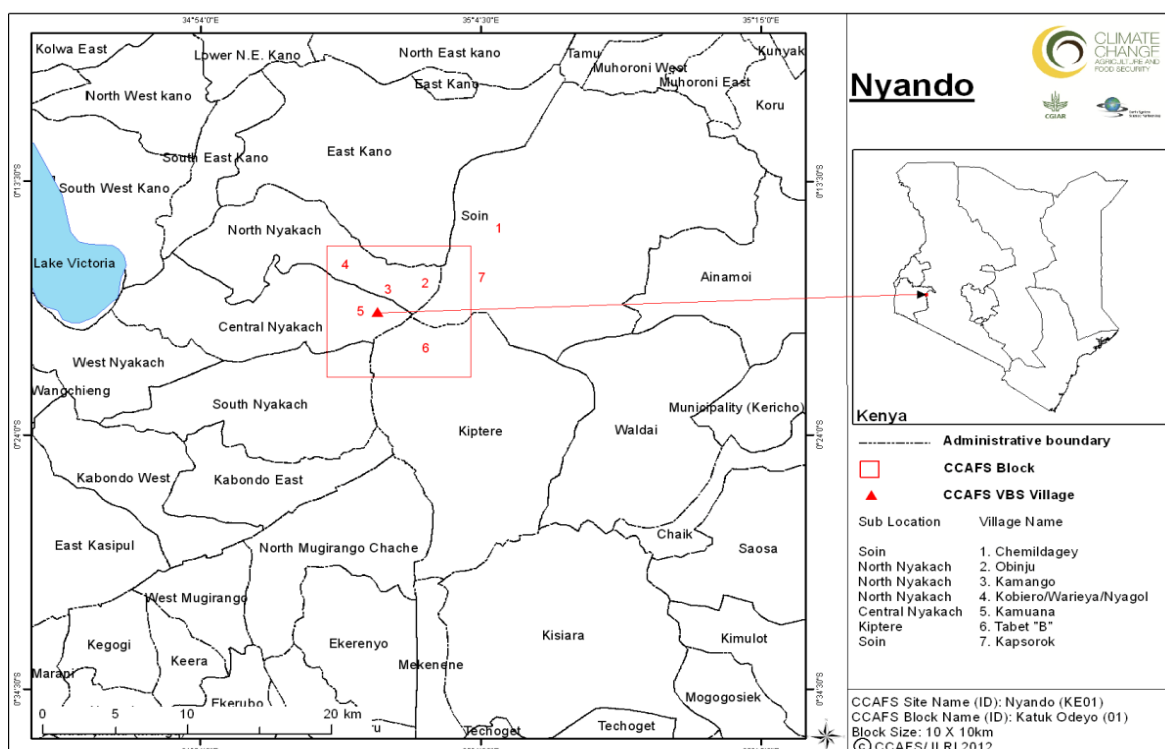 34°54'0"E
35°4'30"E
35°15'0"E
Kolwa East
Lower N.E. Kano
North East kano
Tamu
Kunyak
Muhoroni West
East Kano
Muhoroni East
North West kano
Koru
0°13'30"S
South East Kano
East Kano
0°13'30"S
South West Kano
Soin
1
North Nyakach
Lake Victoria
4
2
7
Ainamoi
3
5
Central Nyakach
6
West Nyakach
Wangchieng
South Nyakach
Municipality (Kericho)
Kiptere
Waldai
0°24'0"S
0°24'0"S
Kabondo West
Kabondo East
Chaik
East Kasipul
North Mugirango Chache
Saosa
West Mugirango
Kegogi
Keera
Ekerenyo
Kisiara
Kimulot
Marani
Mekenene
0°34'30"S
0°34'30"S
Ekerubo
Mogogosiek
0 5 10 20 km
Techoget
Techoget
Nyando
CLIMATE
CHANGE
AGRICULTURE AND
FOOD SECURITY
CGIAR
Kenya
Administrative boundary
CCAFS Block
CCAFS VBS Village
Sub Location Village Name
Soin 1. Chemildagey
North Nyakach 2. Obinju
North Nyakach 3. Kamango
North Nyakach 4. Kobiero/Warieya/Nyagol
Central Nyakach 5. Kamuana
Kiptere 6. Tabet "B"
Soin 7. Kapsorok
CCAFS Site Name (ID): Nyando (KE01)
CCAFS Block Name (ID): Katuk Odeyo (01)
Block Size: 10 X 10km
© CCAFS/ILRI 2012